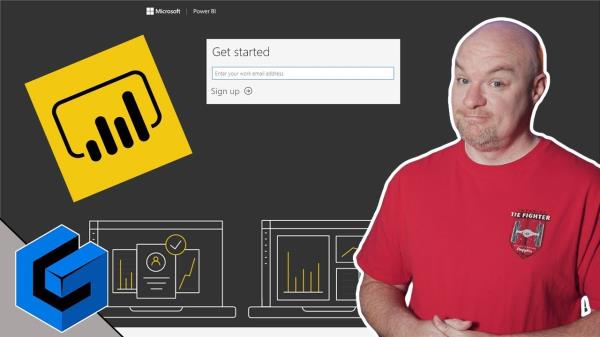 Microsoft
Power BI
Get started
Enter your work email address
Sign up
TIE FIGHTER